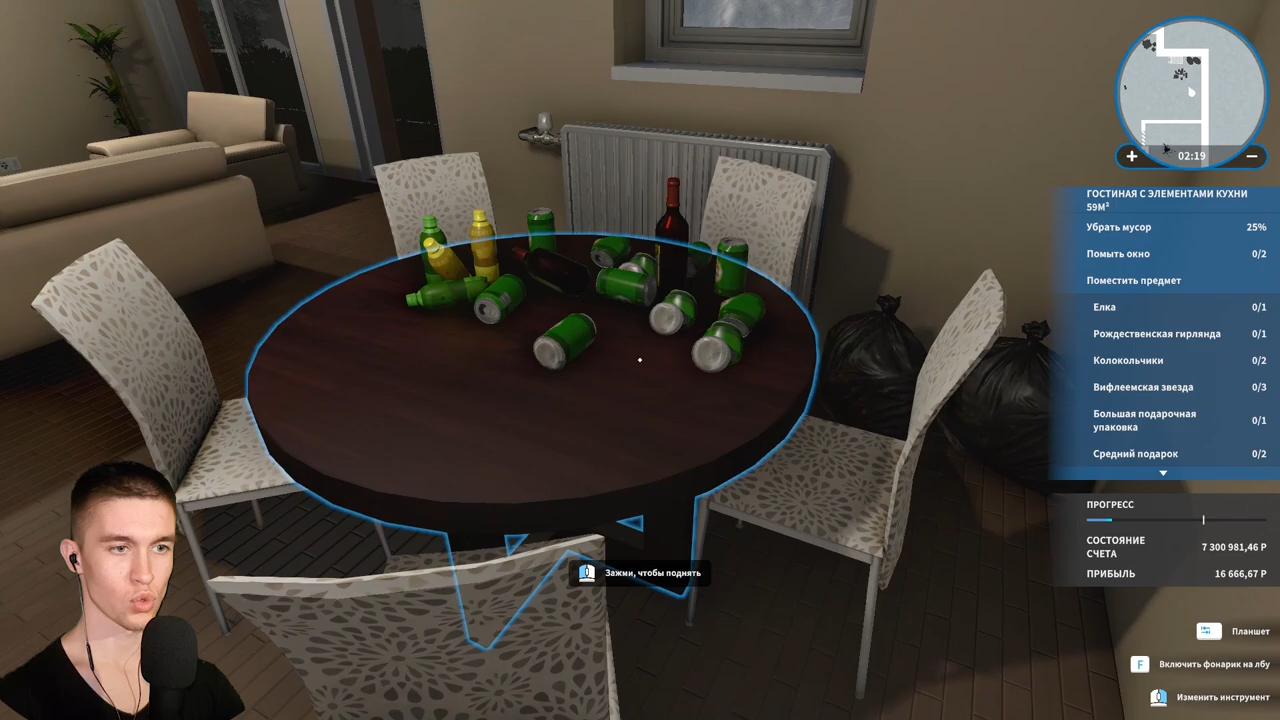 + 02:19 −
ГОСТИНАЯ С ЭЛЕМЕНТАМИ КУХНИ
59М²
Убрать мусор 25%
Помыть окно 0/2
Поместить предмет
Елка 0/1
Рождественская гирлянда 0/1
Колокольчики 0/2
Вифлеемская звезда 0/3
Большая подарочная
упаковка 0/1
Средний подарок 0/2
ПРОГРЕСС
СОСТОЯНИЕ
СЧЕТА 7 300 981,46 Р
ПРИБЫЛЬ 16 666,67 Р
Зажми, чтобы поднять
Планшет
F Включить фонарик на лбу
Изменить инструмент